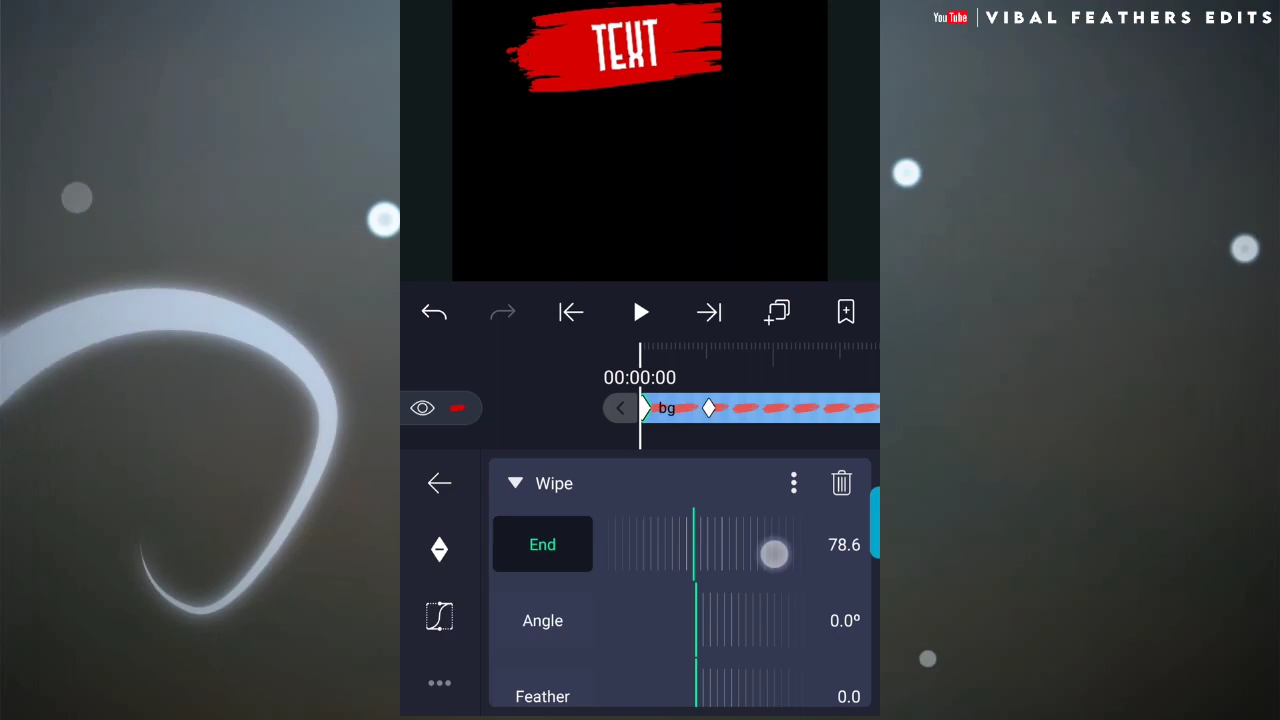 YouTube | VIBAL FEATHERS EDITS
TEXT
00:00:00
bg
Wipe
End
78.6
Angle
0.0º
Feather
0.0